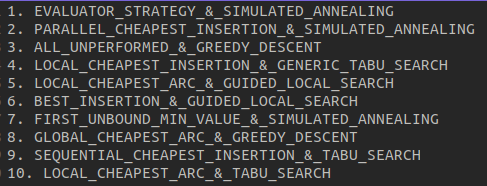 1. EVALUATOR_STRATEGY_&_SIMULATED_ANNEALING
2. PARALLEL_CHEAPEST_INSERTION_&_SIMULATED_ANNEALING
3. ALL_UNPERFORMED_&_GREEDY_DESCENT
4. LOCAL_CHEAPEST_INSERTION_&_GENERIC_TABU_SEARCH
5. LOCAL_CHEAPEST_ARC_&_GUIDED_LOCAL_SEARCH
6. BEST_INSERTION_&_GUIDED_LOCAL_SEARCH
7. FIRST_UNBOUND_MIN_VALUE_&_SIMULATED_ANNEALING
8. GLOBAL_CHEAPEST_ARC_&_GREEDY_DESCENT
9. SEQUENTIAL_CHEAPEST_INSERTION_&_TABU_SEARCH
10. LOCAL_CHEAPEST_ARC_&_TABU_SEARCH